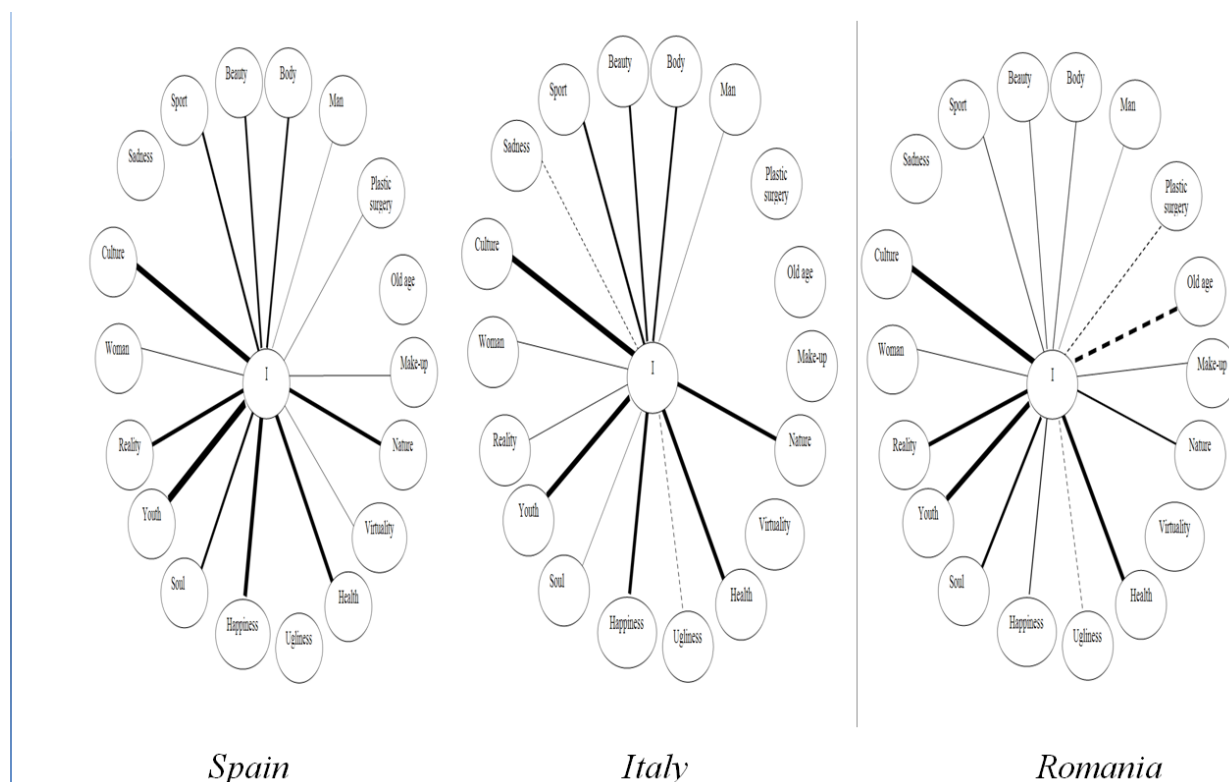 Beauty
Body
Sport
Man
Sadness
Plastic
surgery
Culture
Old age
Woman
I
Make-up
Reality
Nature
Youth
Virtuality
Soul
Health
Happiness
Ugliness
Spain
Beauty
Body
Sport
Man
Sadness
Plastic
surgery
Culture
Old age
Woman
I
Make-up
Reality
Nature
Youth
Virtuality
Soul
Health
Happiness
Ugliness
Italy
Beauty
Body
Sport
Man
Sadness
Plastic
surgery
Culture
Old age
Woman
I
Make-up
Reality
Nature
Youth
Virtuality
Soul
Health
Happiness
Ugliness
Romania